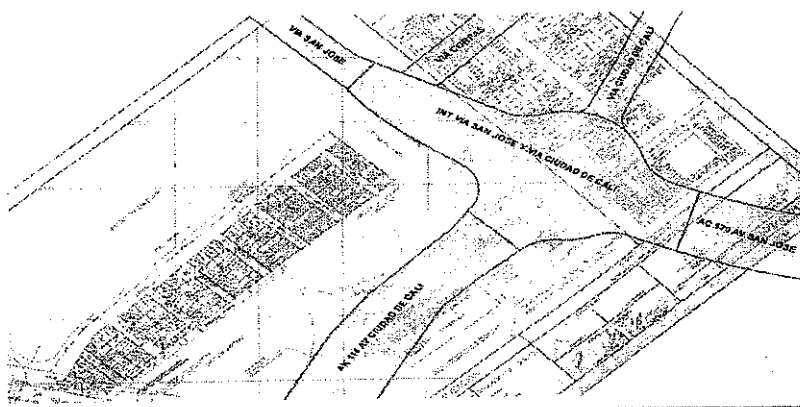 VIA SAN JOSE
VIA CORPAS
VIA CIUDAD DE CALI
INT VIA SAN JOSE X VIA CIUDAD DE CALI
AC 170 AV SAN JOSE
AK 114 AV CIUDAD DE CALI